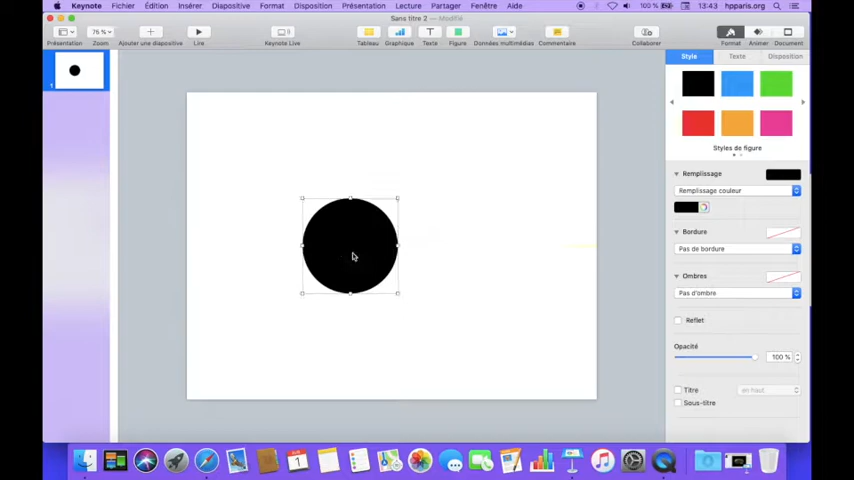 Keynote Fichier Édition Insérer Diapositive Format Disposition Présentation Lecture Partager Fenêtre Aide 100 % 13:43 hpparis.org
Sans titre 2 — Modifié
76 %
Présentation Zoom Ajouter une diapositive Lire Keynote Live Tableau Graphique Texte Figure Données multimédias Commentaire Collaborer Format Animer Document
Style Texte Disposition
1
Styles de figure
Remplissage
Remplissage couleur
Bordure
Pas de bordure
Ombres
Pas d'ombre
Reflet
Opacité
100 %
Titre en haut
Sous-titre
1